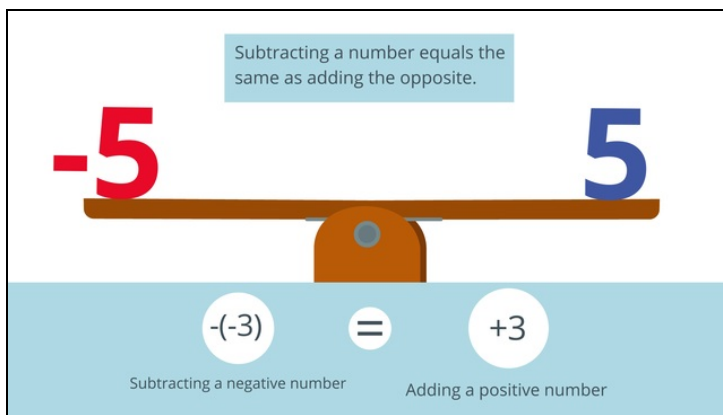 Subtracting a number equals the
same as adding the opposite.
-5
5
-(-3)
=
+3
Subtracting a negative number
Adding a positive number